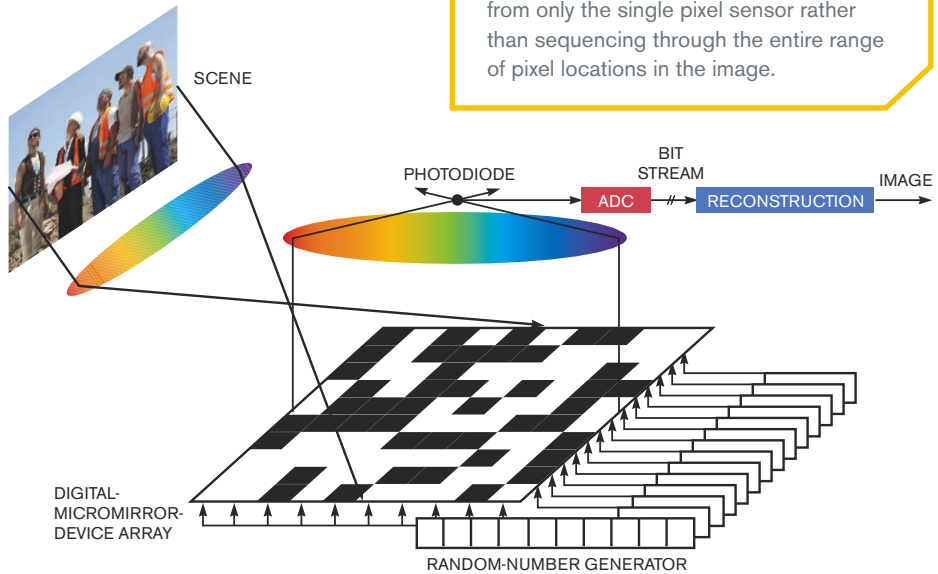 from only the single pixel sensor rather
than sequencing through the entire range
of pixel locations in the image.
SCENE
PHOTODIODE
ADC
BIT
STREAM
RECONSTRUCTION
IMAGE
DIGITAL-
MICROMIRROR-
DEVICE ARRAY
RANDOM-NUMBER GENERATOR